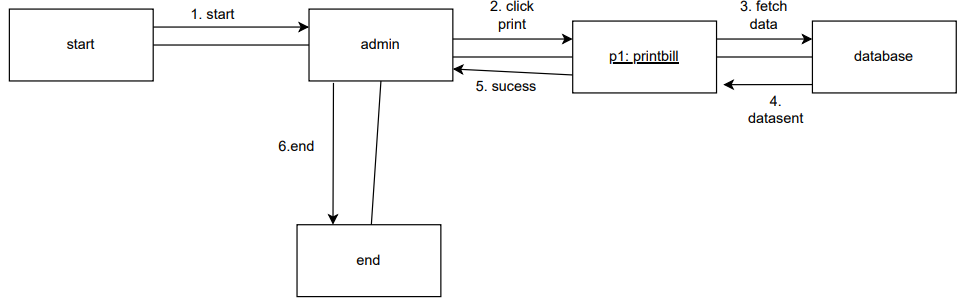 start
1. start
admin
2. click
print
p1: printbill
3. fetch
data
database
4.
datasent
5. sucess
6.end
end